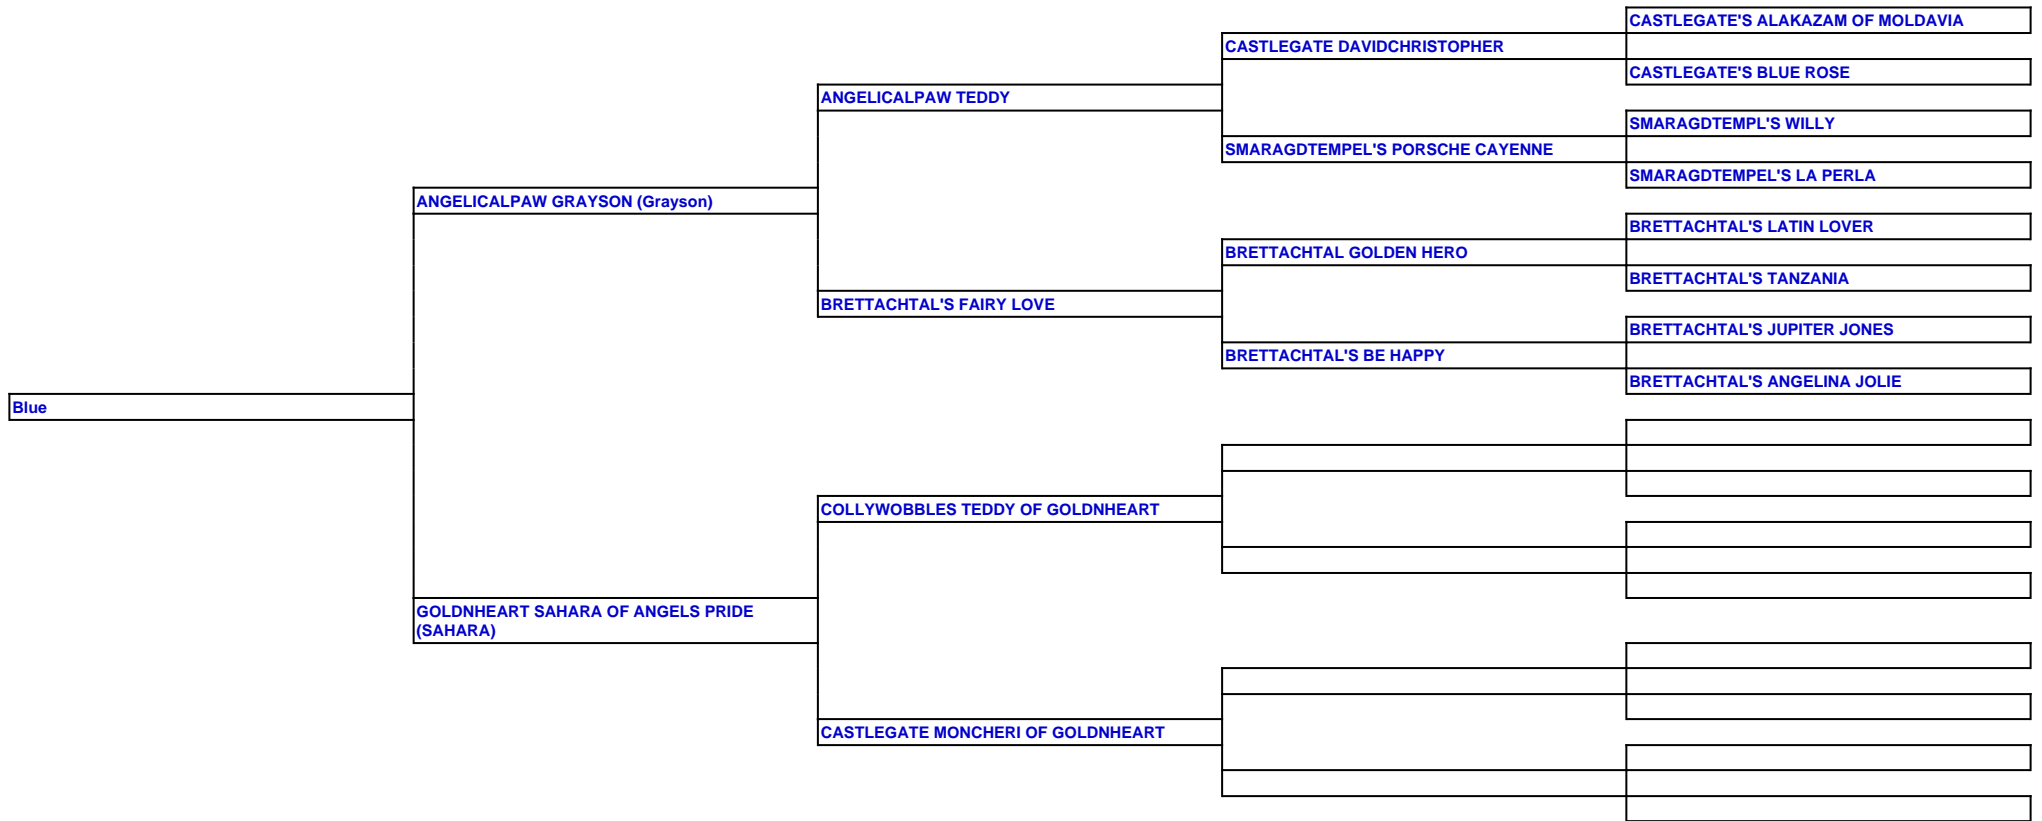 CASTLEGATE'S ALAKAZAM OF MOLDAVIA
CASTLEGATE DAVIDCHRISTOPHER
CASTLEGATE'S BLUE ROSE
ANGELICALPAW TEDDY
SMARAGDTEMPL'S WILLY
SMARAGDTEMPEL'S PORSCHE CAYENNE
SMARAGDTEMPEL'S LA PERLA
ANGELICALPAW GRAYSON (Grayson)
BRETTACHTAL'S LATIN LOVER
BRETTACHTAL GOLDEN HERO
BRETTACHTAL'S TANZANIA
BRETTACHTAL'S FAIRY LOVE
BRETTACHTAL'S JUPITER JONES
BRETTACHTAL'S BE HAPPY
BRETTACHTAL'S ANGELINA JOLIE
Blue
COLLYWOBBLES TEDDY OF GOLDNHEART
GOLDNHEART SAHARA OF ANGELS PRIDE
(SAHARA)
CASTLEGATE MONCHERI OF GOLDNHEART